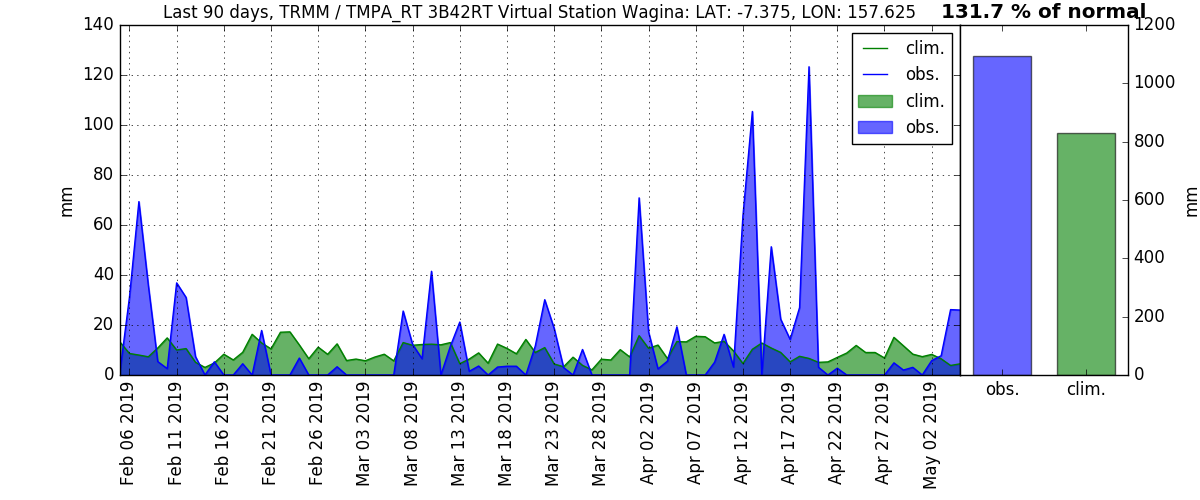 Last 90 days, TRMM / TMPA_RT 3B42RT Virtual Station Wagina: LAT: -7.375, LON: 157.625
131.7 % of normal
140
120
100
80
60
40
20
0
mm
clim.
obs.
clim.
obs.
Feb 06 2019
Feb 11 2019
Feb 16 2019
Feb 21 2019
Feb 26 2019
Mar 03 2019
Mar 08 2019
Mar 13 2019
Mar 18 2019
Mar 23 2019
Mar 28 2019
Apr 02 2019
Apr 07 2019
Apr 12 2019
Apr 17 2019
Apr 22 2019
Apr 27 2019
May 02 2019
1200
1000
800
600
400
200
0
mm
obs.
clim.